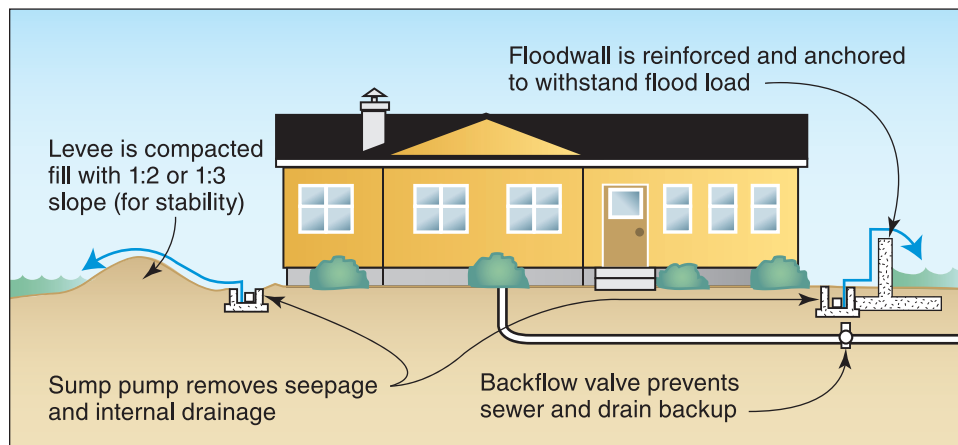 Floodwall is reinforced and anchored
to withstand flood load
Levee is compacted
fill with 1:2 or 1:3
slope (for stability)
Sump pump removes seepage
and internal drainage
Backflow valve prevents
sewer and drain backup